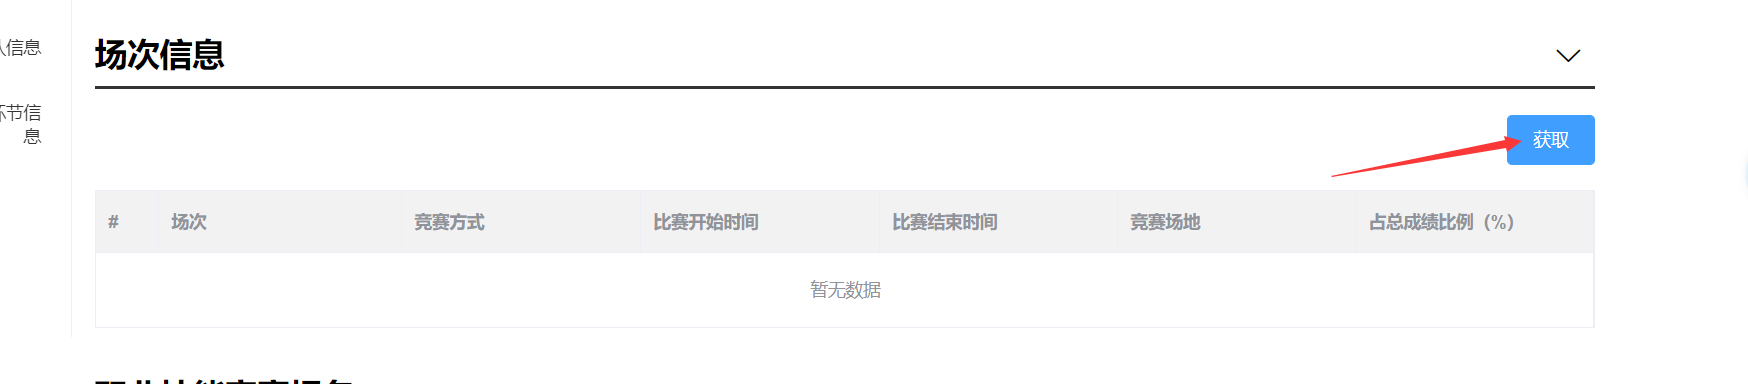 信息
环节信
息
场次信息
获取
# 场次 竞赛方式 比赛开始时间 比赛结束时间 竞赛场地 占总成绩比例（%）
暂无数据